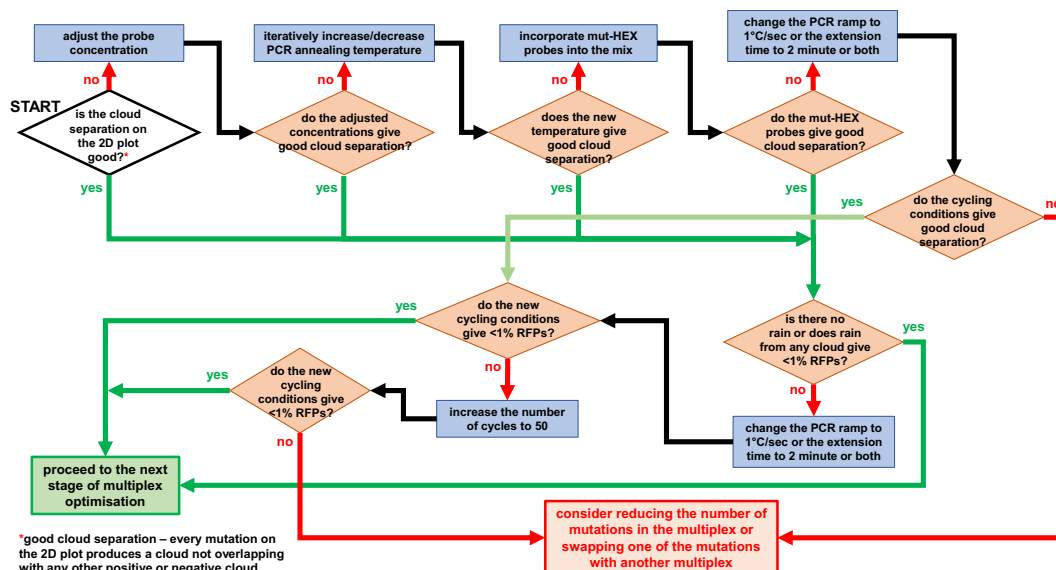 adjust the probe
concentration
iteratively increase/decrease
PCR annealing temperature
incorporate mut-HEX
probes into the mix
change the PCR ramp to
1°C/sec or the extension
time to 2 minute or both
no
no
no
no
START
is the cloud
separation on
the 2D plot
good?*
do the adjusted
concentrations give
good cloud separation?
does the new
temperature give
good cloud
separation?
do the mut-HEX
probes give good
cloud separation?
yes
yes
yes
yes
yes
do the cycling
conditions give
good cloud
separation?
no
do the new
cycling conditions
give <1% RFPs?
yes
is there no
rain or does rain
from any cloud give
<1% RFPs?
yes
no
no
do the new
cycling
conditions give
<1% RFPs?
yes
no
increase the number
of cycles to 50
change the PCR ramp to
1°C/sec or the extension
time to 2 minute or both
proceed to the next
stage of multiplex
optimisation
consider reducing the number of
mutations in the multiplex or
swapping one of the mutations
with another multiplex
*good cloud separation – every mutation on
the 2D plot produces a cloud not overlapping
with any other positive or negative cloud